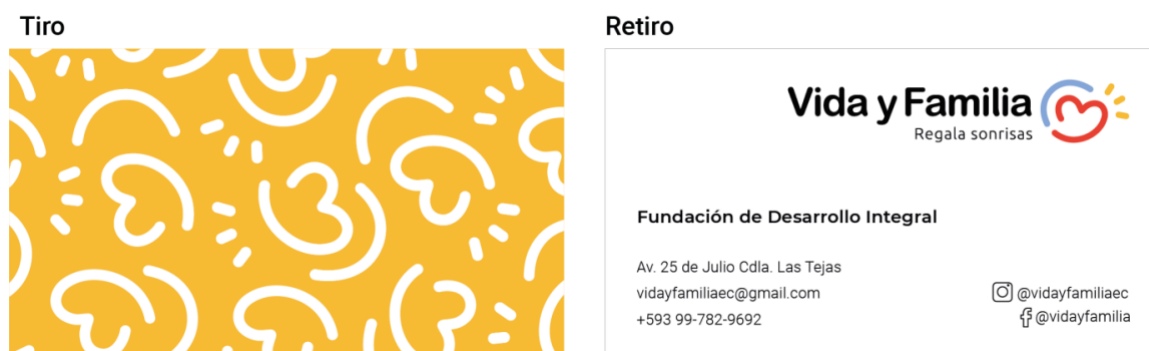 Tiro
Retiro
Vida y Familia
Regala sonrisas
Fundación de Desarrollo Integral
Av. 25 de Julio Cdla. Las Tejas
vidayfamiliaec@gmail.com
+593 99-782-9692
@vidayfamiliaec
@vidayfamilia